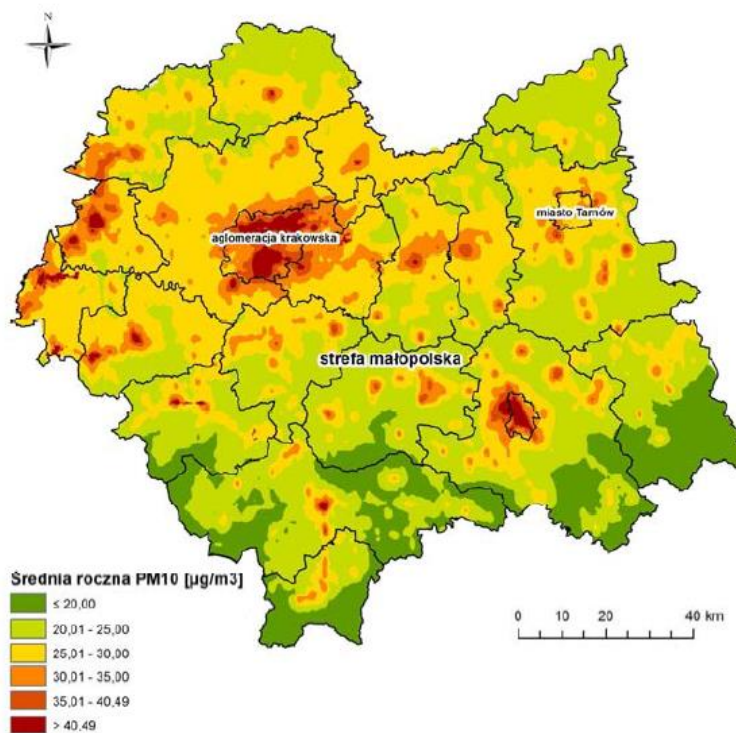 N
aglomeracja krakowska
miasto Tarnów
strefa małopolska
Średnia roczna PM10 [µg/m3]
≤ 20,00
20,01 - 25,00
25,01 - 30,00
30,01 - 35,00
35,01 - 40,49
> 40,49
0 10 20 40 km